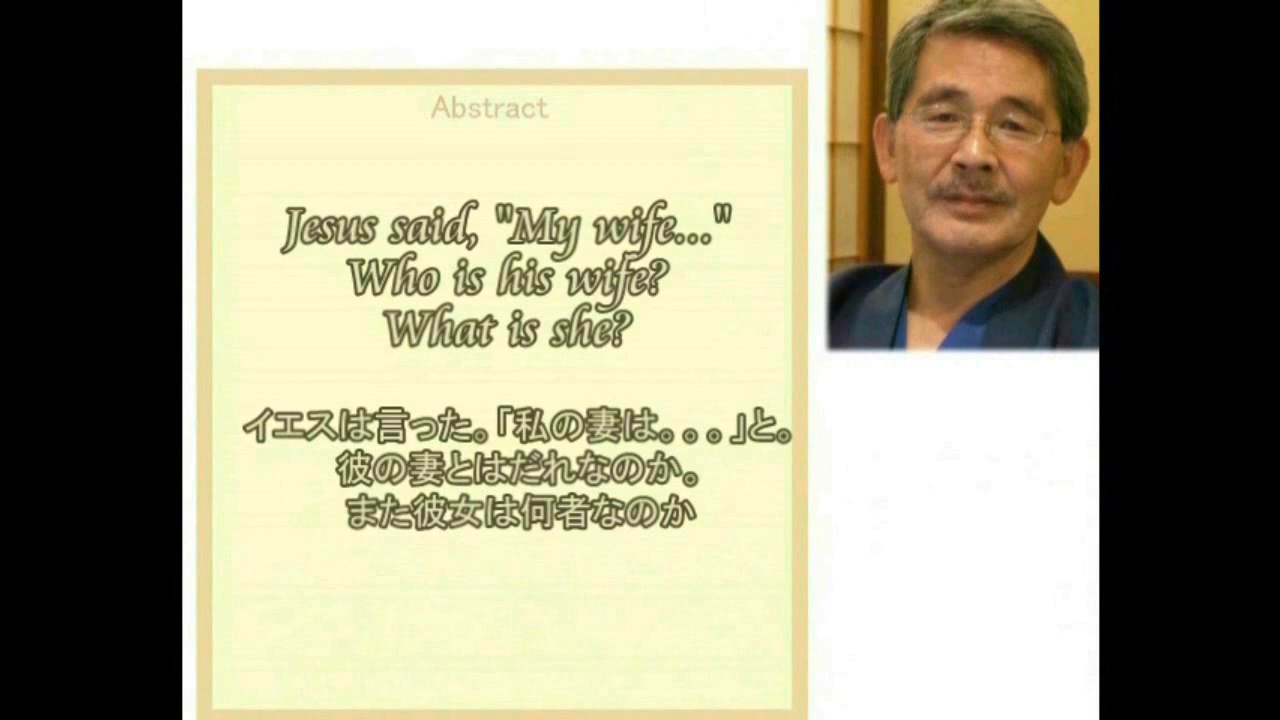 Abstract
Jesus said, "My wife..."
Who is his wife?
What is she?
イエスは言った。「私の妻は。。。」と。
彼の妻とはだれなのか。
また彼女は何者なのか